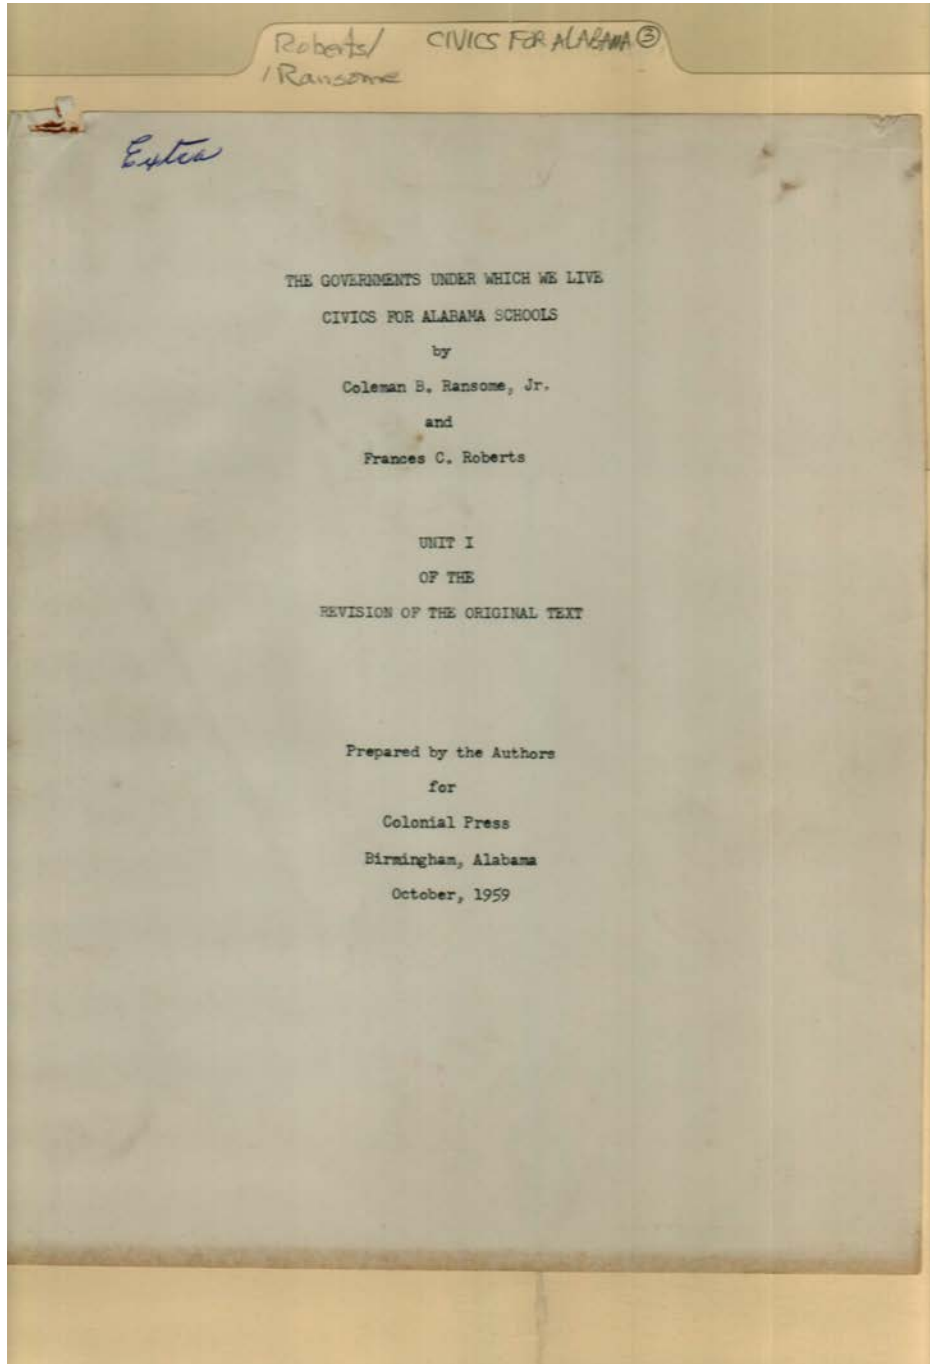 Roberts/ CIVICS FOR ALABAMA ③
/Ransome
Extra
THE GOVERNMENTS UNDER WHICH WE LIVE
CIVICS FOR ALABAMA SCHOOLS
by
Coleman B. Ransome, Jr.
and
Frances C. Roberts
UNIT I
OF THE
REVISION OF THE ORIGINAL TEXT
Prepared by the Authors
for
Colonial Press
Birmingham, Alabama
October, 1959